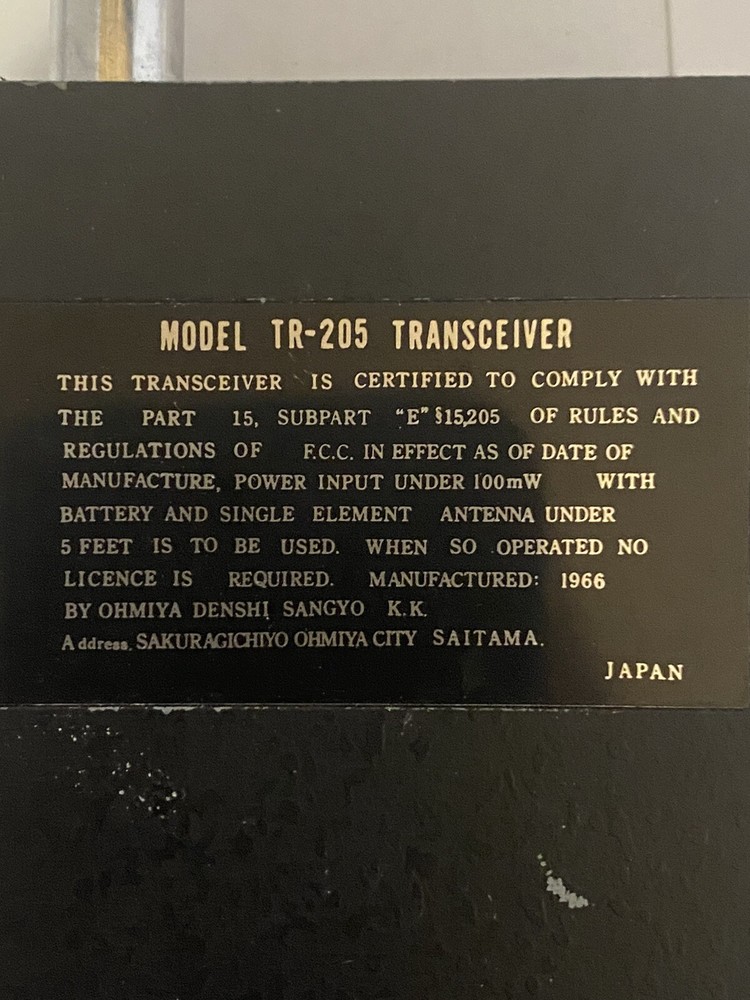 MODEL TR-205 TRANSCEIVER
THIS TRANSCEIVER IS CERTIFIED TO COMPLY WITH
THE PART 15, SUBPART "E" §15,205 OF RULES AND
REGULATIONS OF F.C.C. IN EFFECT AS OF DATE OF
MANUFACTURE, POWER INPUT UNDER 100mW WITH
BATTERY AND SINGLE ELEMENT ANTENNA UNDER
5 FEET IS TO BE USED. WHEN SO OPERATED NO
LICENCE IS REQUIRED. MANUFACTURED: 1966
BY OHMIYA DENSHI SANGYO K.K.
Address. SAKURAGICHIYO OHMIYA CITY SAITAMA.
JAPAN